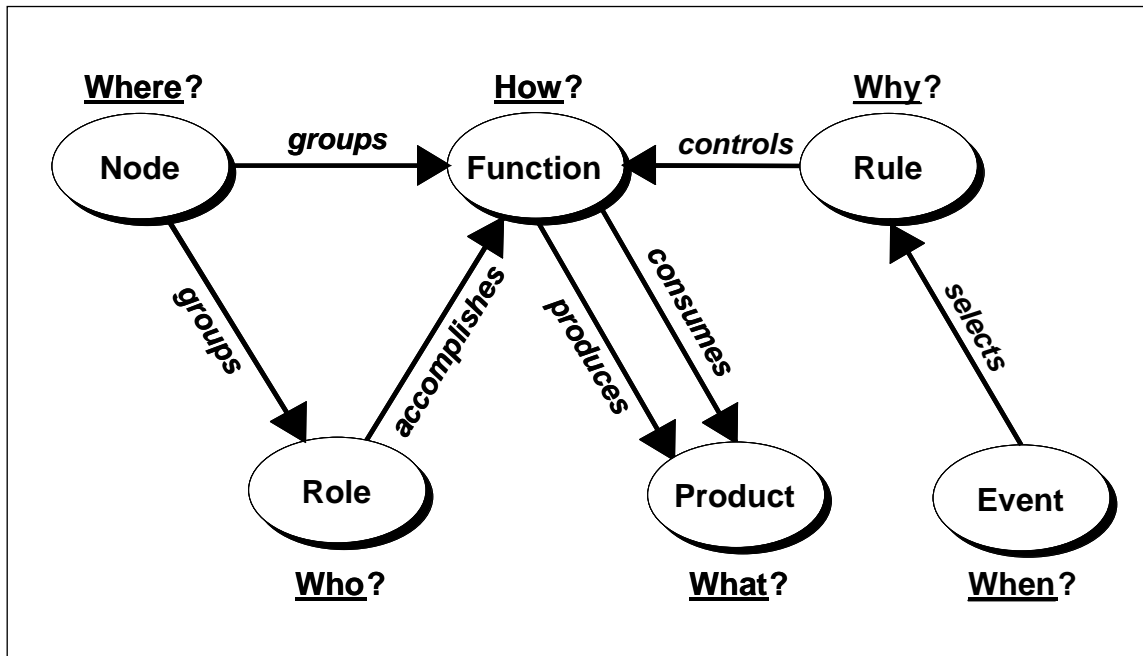 Where?
How?
Why?
groups
controls
Node
Function
Rule
groups
accomplishes
produces
consumes
selects
Role
Product
Event
Who?
What?
When?